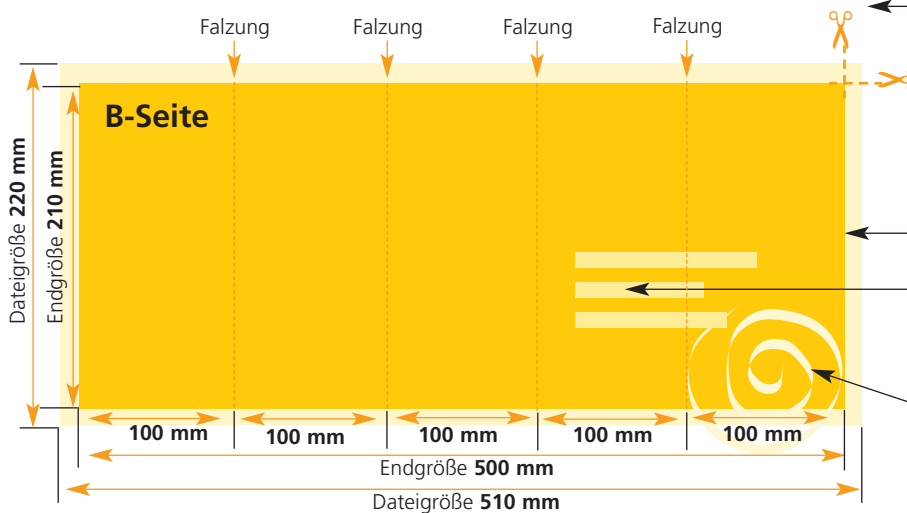 Falzung Falzung Falzung Falzung
B-Seite
Dateigröße 220 mm
Endgröße 210 mm
100 mm 100 mm 100 mm 100 mm 100 mm
Endgröße 500 mm
Dateigröße 510 mm